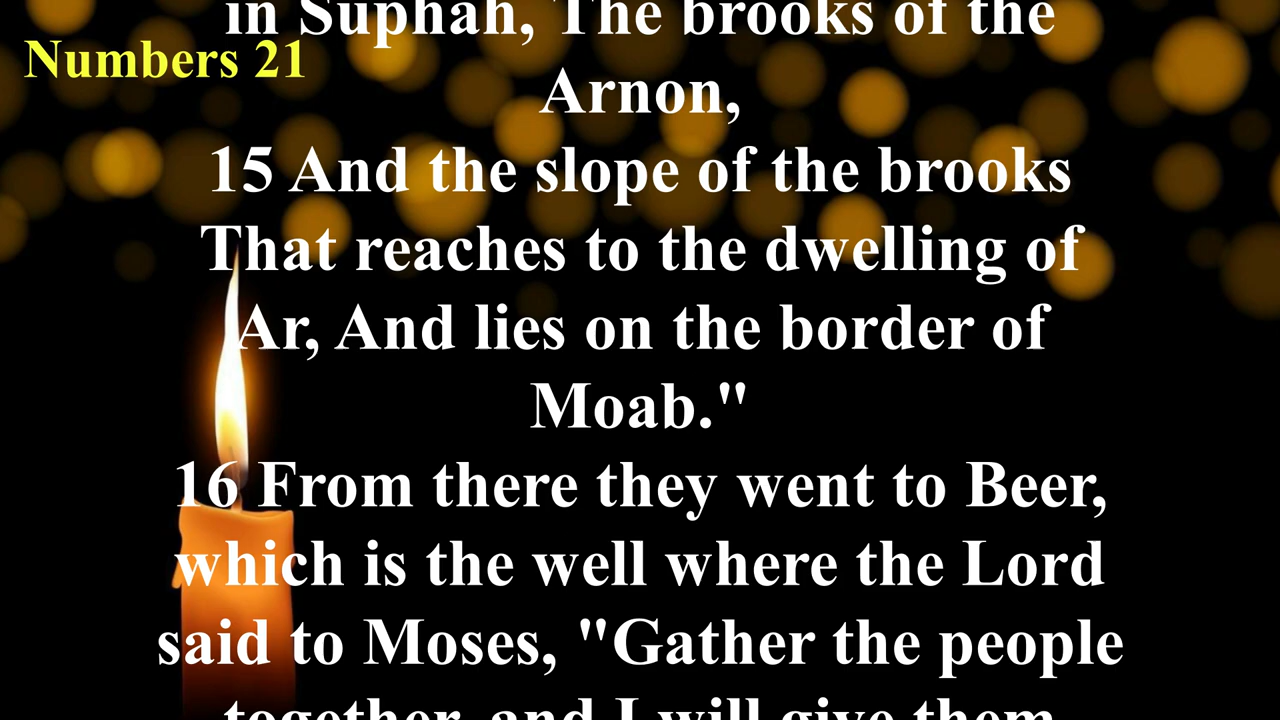 in Suphah, The brooks of the
Numbers 21
Arnon,
15 And the slope of the brooks
That reaches to the dwelling of
Ar, And lies on the border of
Moab."
16 From there they went to Beer,
which is the well where the Lord
said to Moses, "Gather the people
together, and I will give them